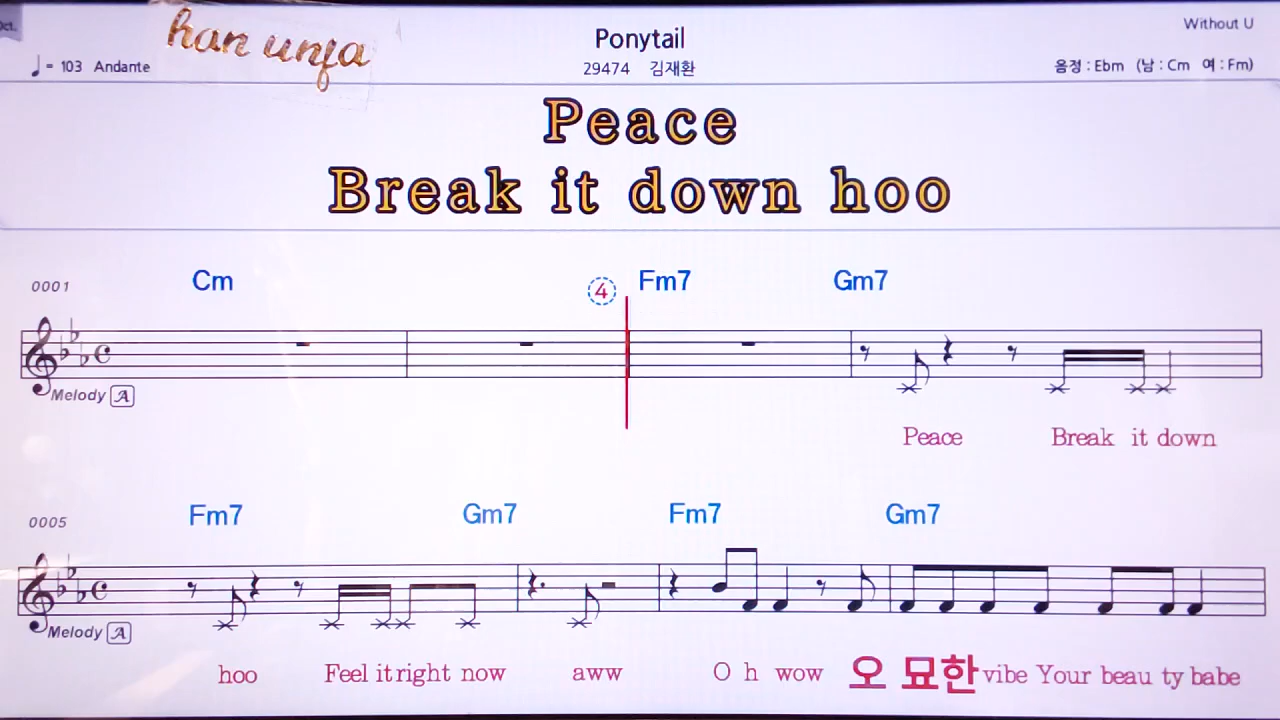 Oct.
han unfa
Ponytail
Without U
♩ = 103 Andante
29474 김재환
음정 : Ebm (남 : Cm 여 : Fm)
Peace
Break it down hoo
0001
Cm
④
Fm7
Gm7
Melody A
Peace Break it down
0005
Fm7
Gm7
Fm7
Gm7
Melody A
hoo Feel it right now aww O h wow 오 묘한 vibe Your beau ty babe